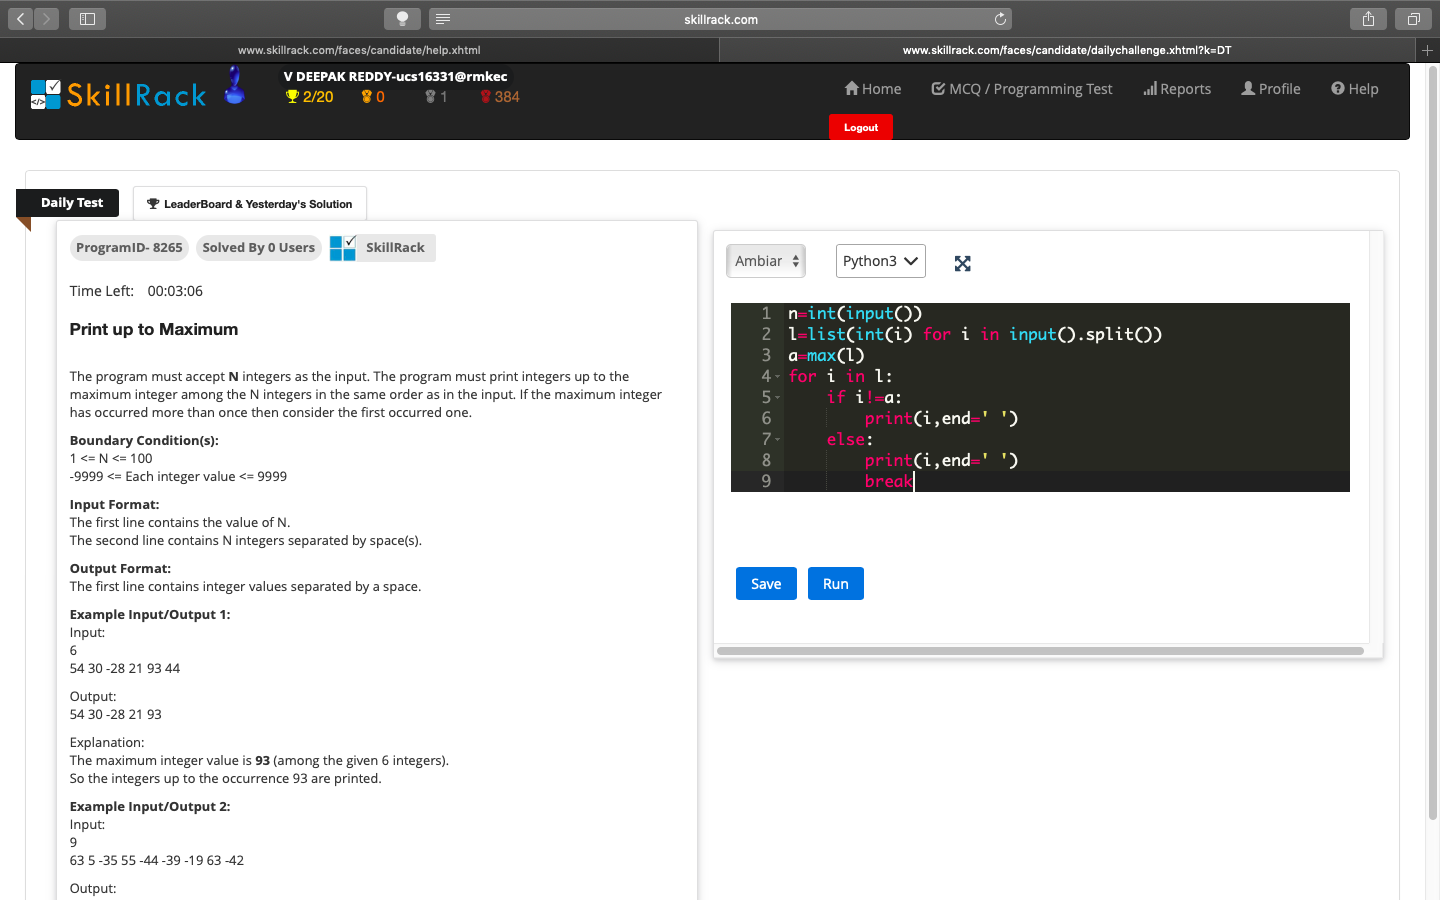 skillrack.com
www.skillrack.com/faces/candidate/help.xhtml
www.skillrack.com/faces/candidate/dailychallenge.xhtml?k=DT
SkillRack
V DEEPAK REDDY-ucs16331@rmkec
2/20 0 1 384
Home
MCQ / Programming Test
Reports
Profile
Help
Logout
Daily Test
LeaderBoard & Yesterday's Solution
ProgramID- 8265
Solved By 0 Users
SkillRack
Time Left: 00:03:06
Print up to Maximum
The program must accept N integers as the input. The program must print integers up to the
maximum integer among the N integers in the same order as in the input. If the maximum integer
has occurred more than once then consider the first occurred one.
Boundary Condition(s):
1 <= N <= 100
-9999 <= Each integer value <= 9999
Input Format:
The first line contains the value of N.
The second line contains N integers separated by space(s).
Output Format:
The first line contains integer values separated by a space.
Example Input/Output 1:
Input:
6
54 30 -28 21 93 44
Output:
54 30 -28 21 93
Explanation:
The maximum integer value is 93 (among the given 6 integers).
So the integers up to the occurrence 93 are printed.
Example Input/Output 2:
Input:
9
63 5 -35 55 -44 -39 -19 63 -42
Output:
Ambiar
Python3
1 n=int(input())
2 l=list(int(i) for i in input().split())
3 a=max(l)
4 for i in l:
5     if i!=a:
6         print(i,end=' ')
7     else:
8         print(i,end=' ')
9         break
Save
Run